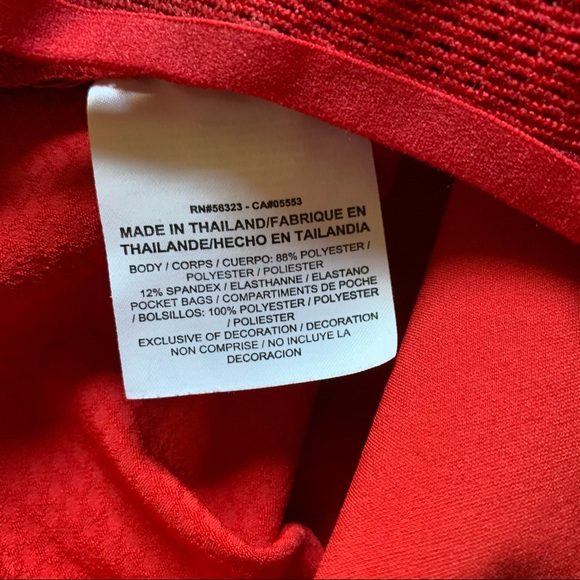 RN#56323 - CA#05553
MADE IN THAILAND/FABRIQUE EN
THAILANDE/HECHO EN TAILANDIA
BODY / CORPS / CUERPO: 88% POLYESTER /
POLYESTER / POLIESTER
12% SPANDEX / ELASTHANNE / ELASTANO
POCKET BAGS / COMPARTIMENTS DE POCHE
/ BOLSILLOS: 100% POLYESTER / POLYESTER
/ POLIESTER
EXCLUSIVE OF DECORATION / DECORATION
NON COMPRISE / NO INCLUYE LA
DECORACION